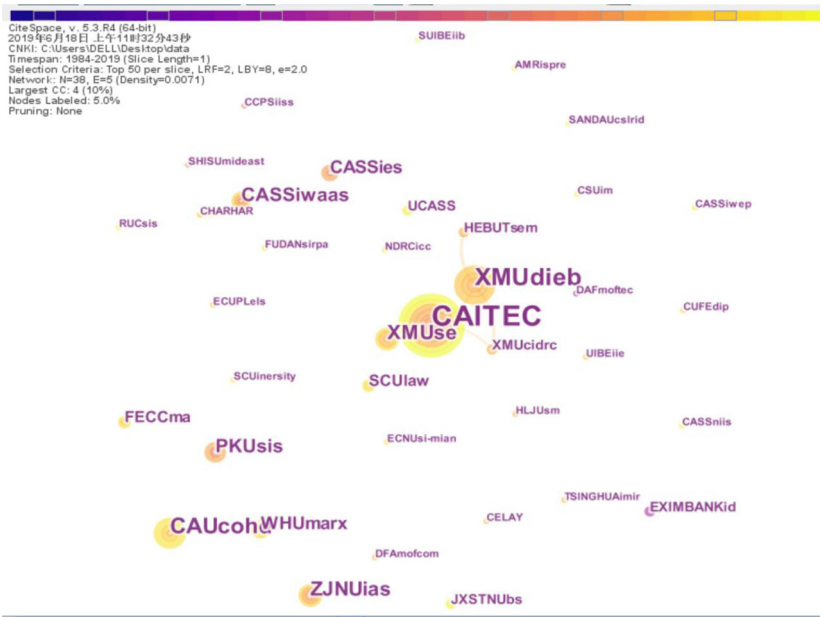 CiteSpace, v. 5.3.R4 (64-bit)
2019年6月18日 上午11时32分43秒
CNKI: C:\Users\DELL\Desktop\data
Timespan: 1984-2019 (Slice Length=1)
Selection Criteria: Top 50 per slice, LRF=2, LBY=8, e=2.0
Network: N=38, E=5 (Density=0.0071)
Largest CC: 4 (10%)
Nodes Labeled: 5.0%
Pruning: None
SUIBEiib
AMRispre
CCPSiiss
SANDAUcslrid
SHISUmideast
CASSies
CASSiwaas
CSUim
CASSiwep
UCASS
CHARHAR
RUCsis
HEBUTsem
FUDANsirpa
NDRCicc
XMUdieb
DAFmoftec
ECUPLels
CUFEdip
CAITEC
XMUse
XMUcidrc
UIBEiie
SCUinersity
SCUlaw
HLJUsm
FECCma
CASSniis
ECNUsi-mian
PKUsis
TSINGHUAimir
EXIMBANKid
CELAY
CAUcohd
WHUmarx
DFAmofcom
ZJNUias
JXSTNUbs